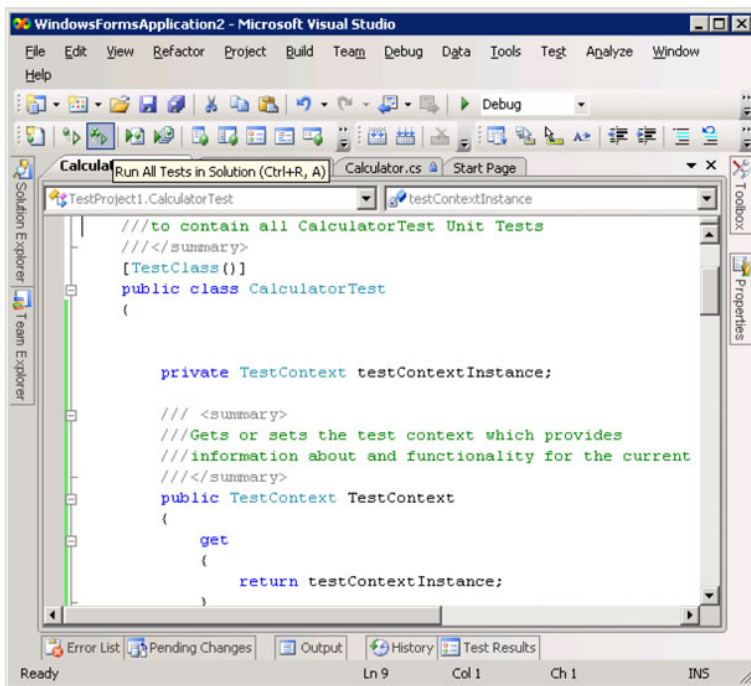 WindowsFormsApplication2 - Microsoft Visual Studio
File Edit View Refactor Project Build Team Debug Data Tools Test Analyze Window
Help
Debug
Calculat Calculator.cs Start Page
Run All Tests in Solution (Ctrl+R, A)
TestProject1.CalculatorTest testContextInstance
Solution Explorer
Team Explorer
Toolbox
Properties
///to contain all CalculatorTest Unit Tests
///</summary>
[TestClass()]
public class CalculatorTest
{
private TestContext testContextInstance;
/// <summary>
///Gets or sets the test context which provides
///information about and functionality for the current
///</summary>
public TestContext TestContext
{
get
{
return testContextInstance;
}
Error List Pending Changes Output History Test Results
Ready Ln 9 Col 1 Ch 1 INS